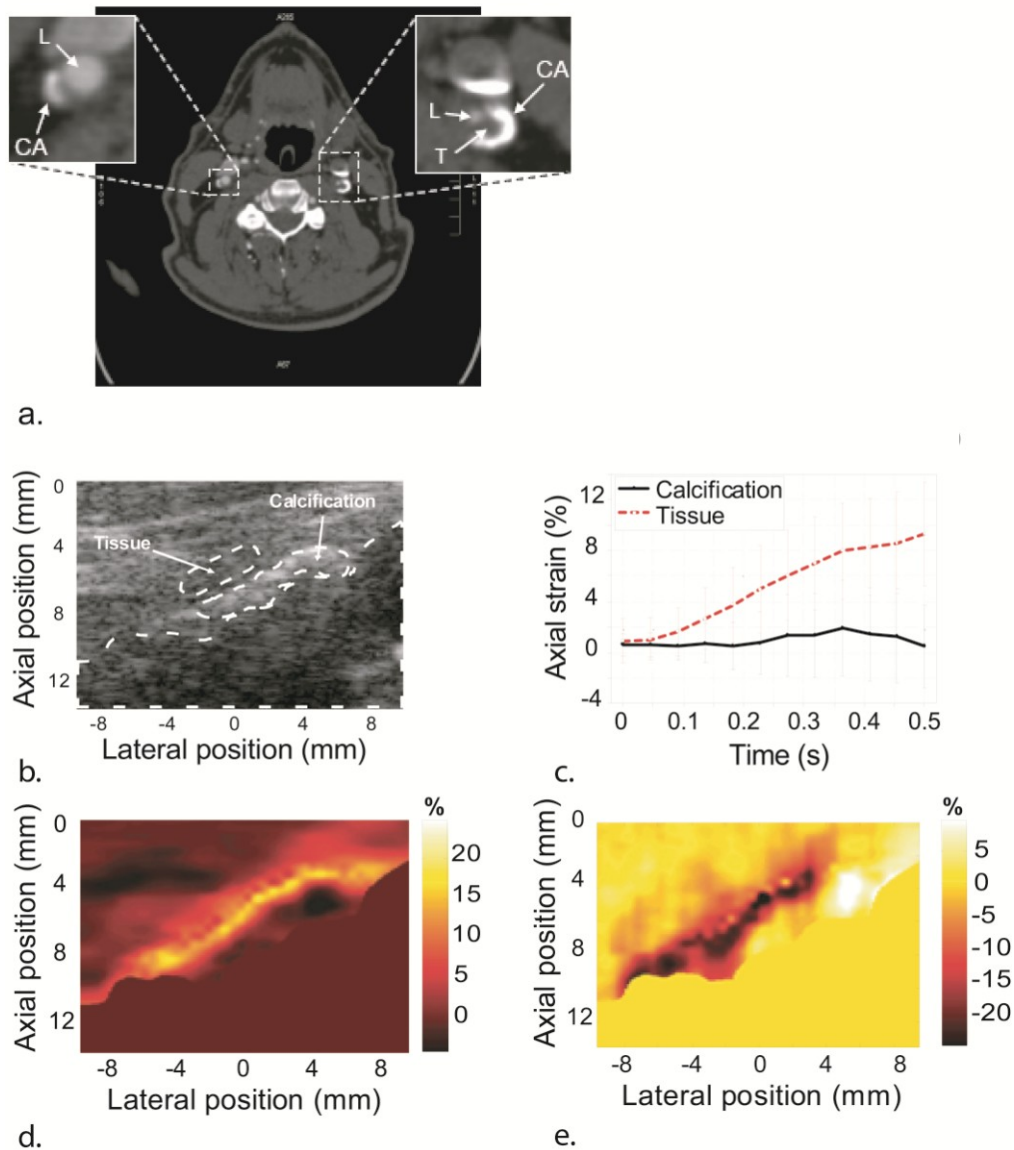 A265
L
CA
L
CA
T
A67
a.
Axial position (mm)
0
4
8
12
Calcification
Tissue
-8
-4
0
4
8
Lateral position (mm)
b.
Axial strain (%)
12
8
4
0
-4
Calcification
Tissue
0
0.1
0.2
0.3
0.4
0.5
Time (s)
c.
Axial position (mm)
0
4
8
12
-8
-4
0
4
8
Lateral position (mm)
%
20
15
10
5
0
d.
Axial position (mm)
0
4
8
12
-8
-4
0
4
8
Lateral position (mm)
%
5
0
-5
-10
-15
-20
e.